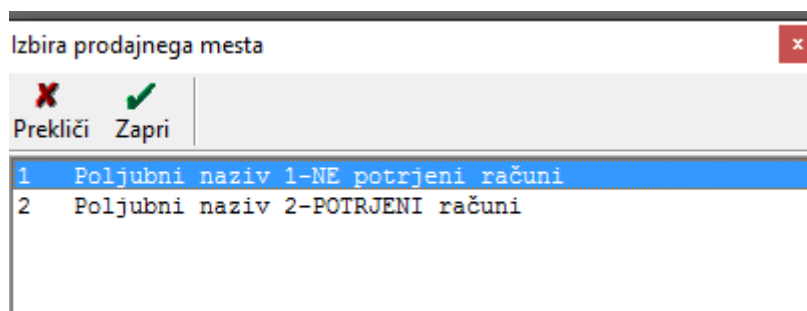 Izbira prodajnega mesta
x
Prekliči Zapri
1 Poljubni naziv 1-NE potrjeni računi
2 Poljubni naziv 2-POTRJENI računi